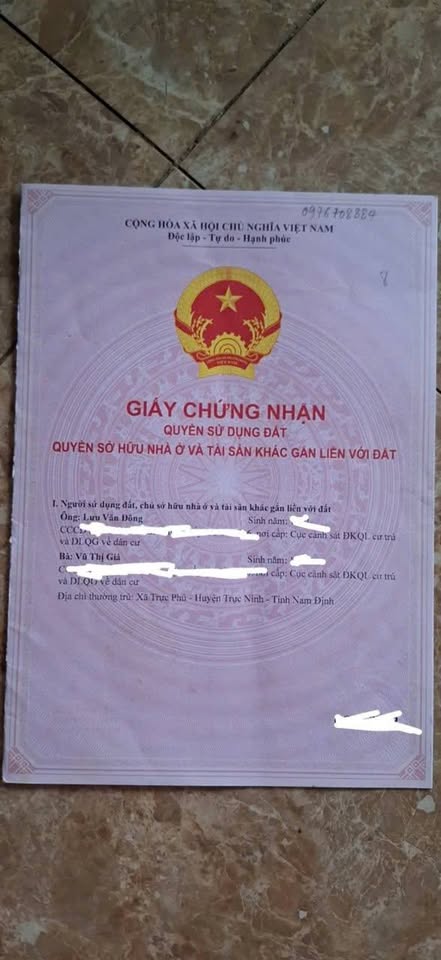 0976708884
CỘNG HÒA XÃ HỘI CHỦ NGHĨA VIỆT NAM
Độc lập - Tự do - Hạnh phúc
GIẤY CHỨNG NHẬN
QUYỀN SỬ DỤNG ĐẤT
QUYỀN SỞ HỮU NHÀ Ở VÀ TÀI SẢN KHÁC GẮN LIỀN VỚI ĐẤT
I. Người sử dụng đất, chủ sở hữu nhà ở và tài sản khác gắn liền với đất
Ông: Lưu Văn Đông Sinh năm:
nơi cấp: Cục cảnh sát ĐKQL cư trú
và DLQG về dân cư
Bà: Vũ Thị Giá Sinh năm:
nơi cấp: Cục cảnh sát ĐKQL cư trú
và DLQG về dân cư
Địa chỉ thường trú: Xã Trực Phú - Huyện Trực Ninh - Tỉnh Nam Định